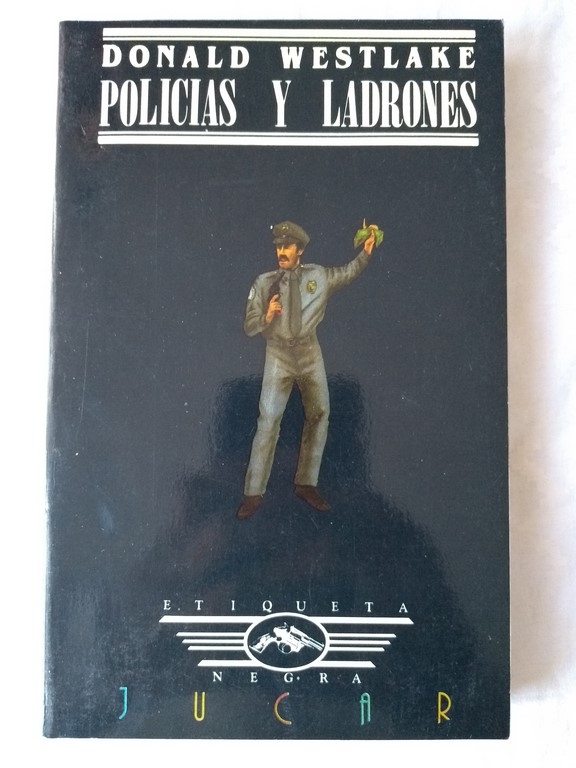 DONALD WESTLAKE
POLICIAS Y LADRONES
ETIQUETA
NEGRA
JUCAR